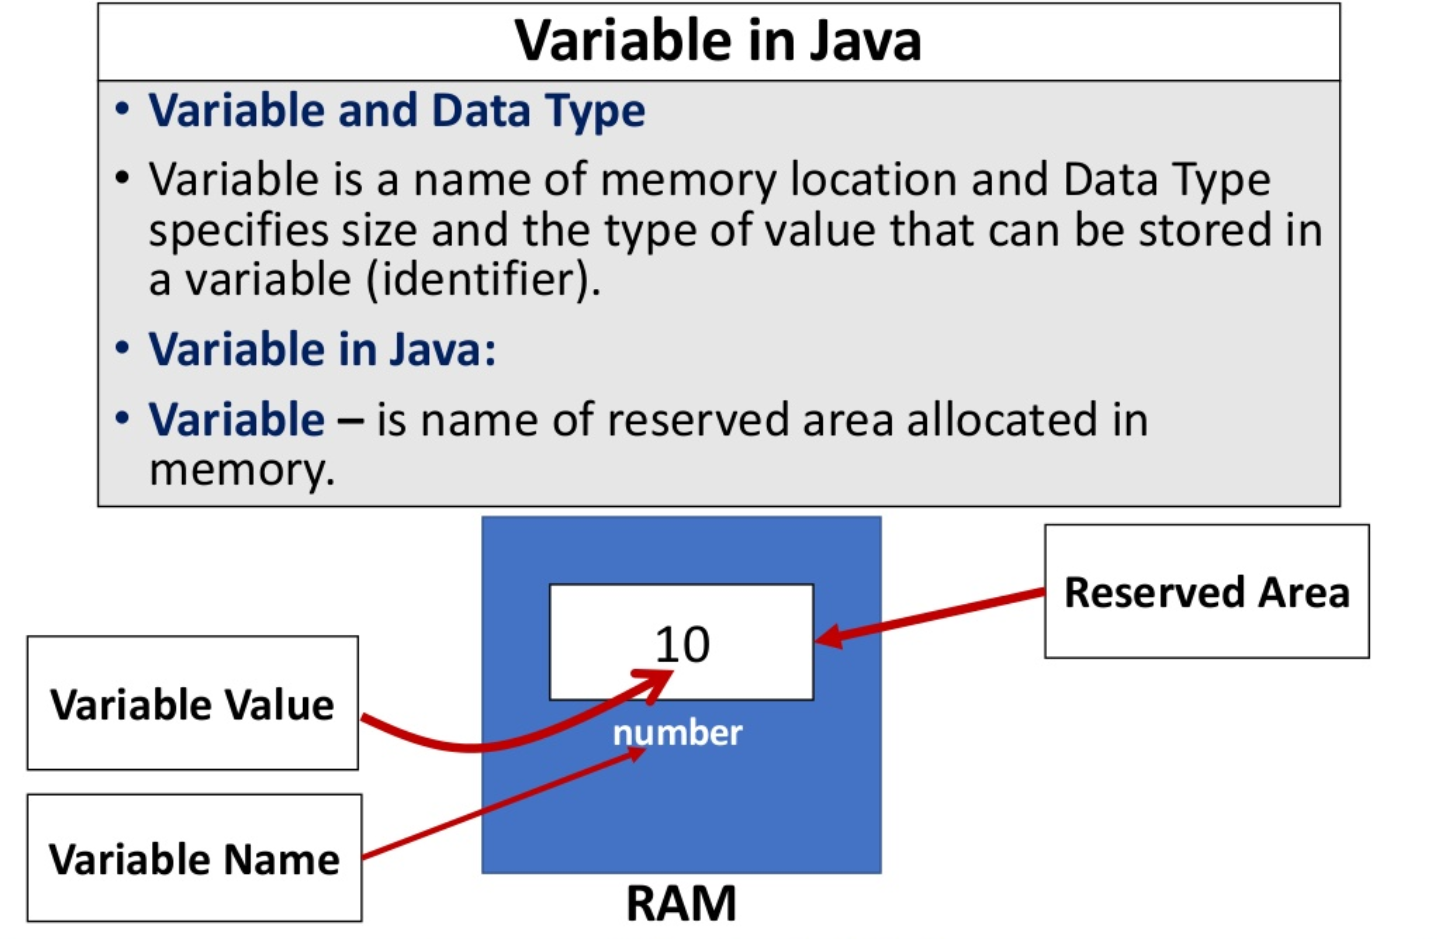 Variable in Java
• Variable and Data Type
• Variable is a name of memory location and Data Type
specifies size and the type of value that can be stored in
a variable (identifier).
• Variable in Java:
• Variable – is name of reserved area allocated in
memory.
Reserved Area
10
Variable Value
number
Variable Name
RAM